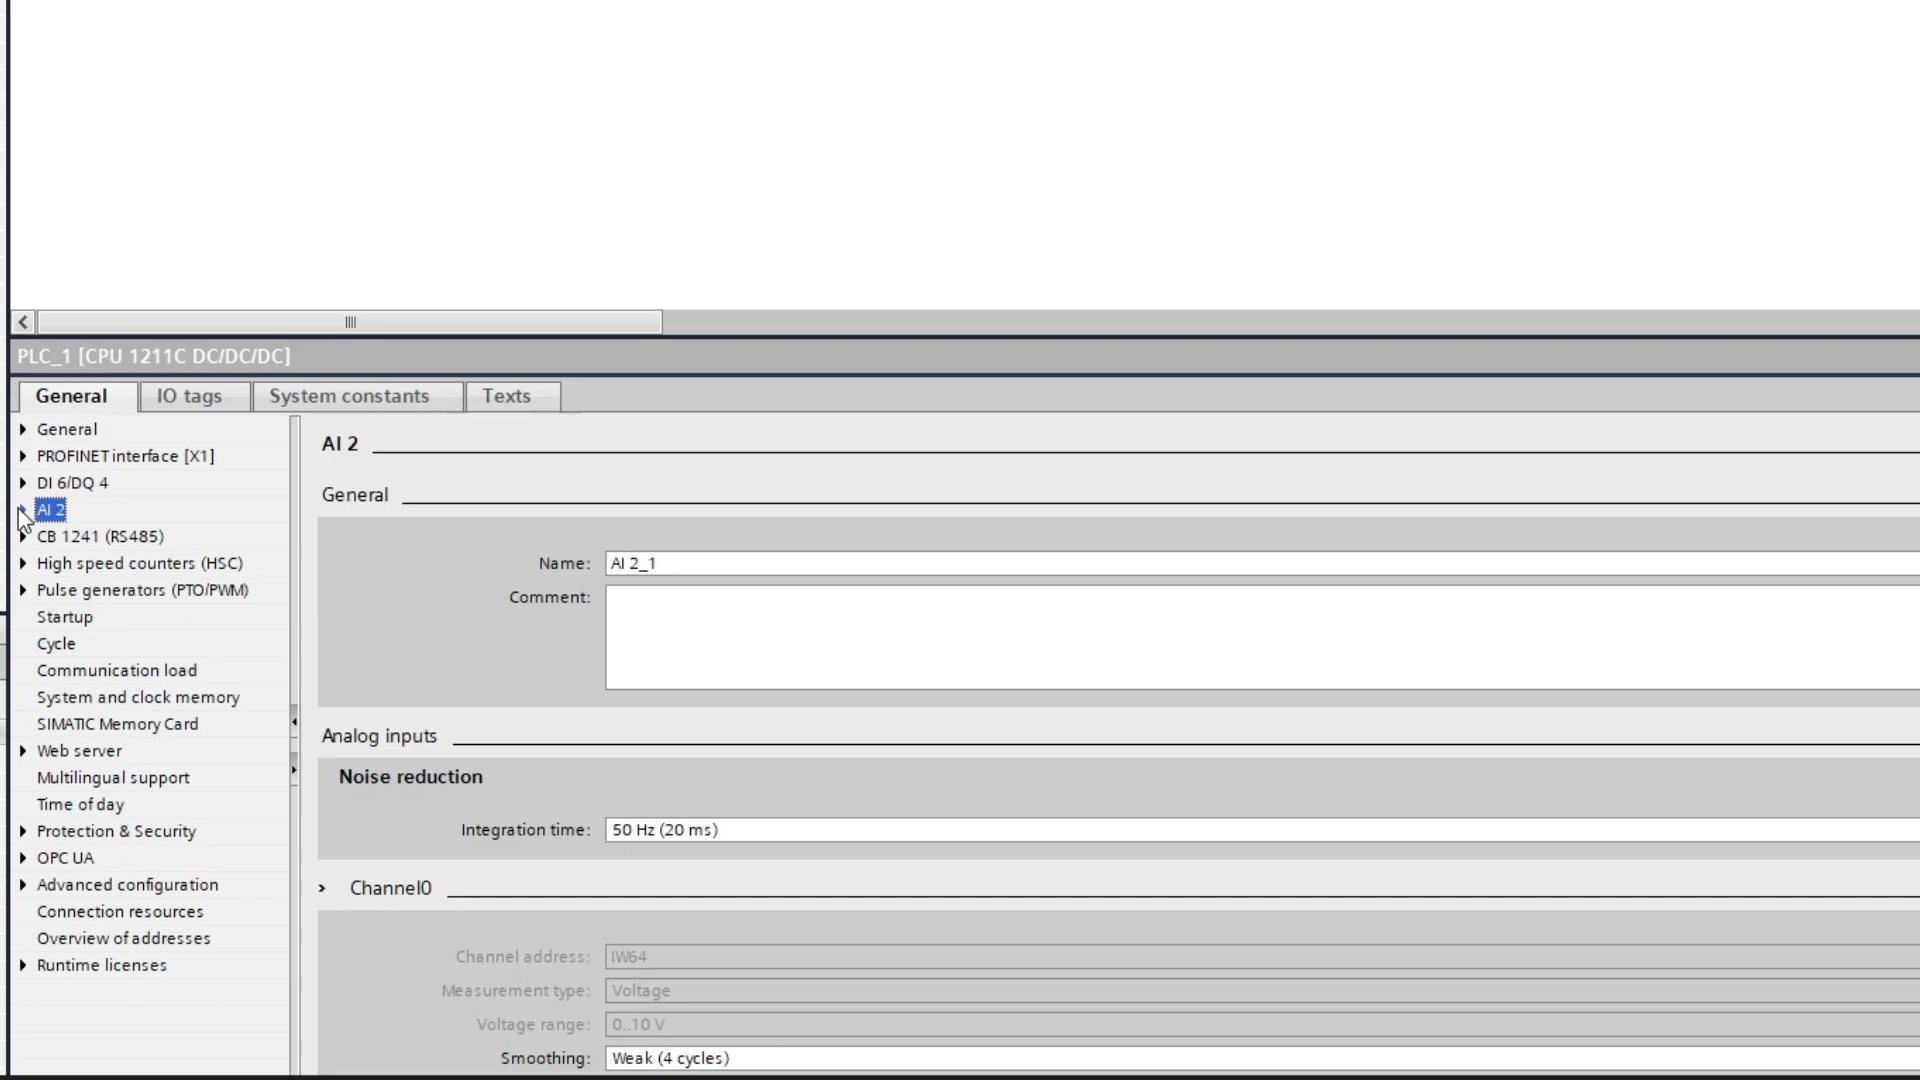 PLC_1 [CPU 1211C DC/DC/DC]
General
IO tags
System constants
Texts
General
PROFINET interface [X1]
DI 6/DQ 4
AI 2
CB 1241 (RS485)
High speed counters (HSC)
Pulse generators (PTO/PWM)
Startup
Cycle
Communication load
System and clock memory
SIMATIC Memory Card
Web server
Multilingual support
Time of day
Protection & Security
OPC UA
Advanced configuration
Connection resources
Overview of addresses
Runtime licenses
AI 2
General
Name: AI 2_1
Comment:
Analog inputs
Noise reduction
Integration time: 50 Hz (20 ms)
Channel0
Channel address: IW64
Measurement type: Voltage
Voltage range: 0..10 V
Smoothing: Weak (4 cycles)